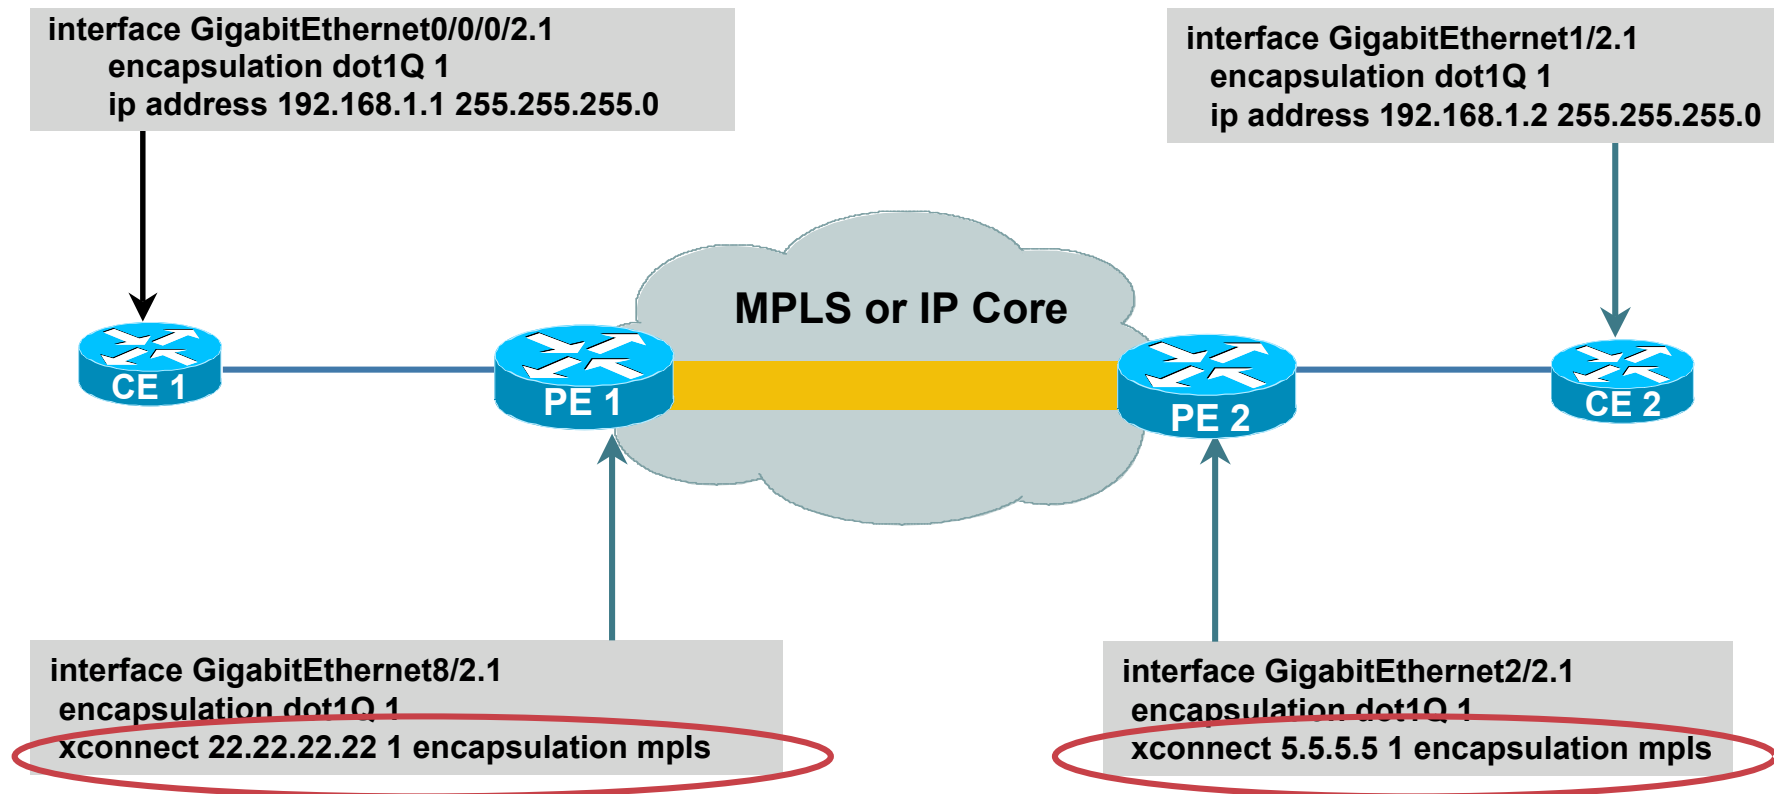 interface GigabitEthernet0/0/0/2.1
encapsulation dot1Q 1
ip address 192.168.1.1 255.255.255.0
interface GigabitEthernet1/2.1
encapsulation dot1Q 1
ip address 192.168.1.2 255.255.255.0
MPLS or IP Core
CE 1
PE 1
PE 2
CE 2
interface GigabitEthernet8/2.1
encapsulation dot1Q 1
xconnect 22.22.22.22 1 encapsulation mpls
interface GigabitEthernet2/2.1
encapsulation dot1Q 1
xconnect 5.5.5.5 1 encapsulation mpls